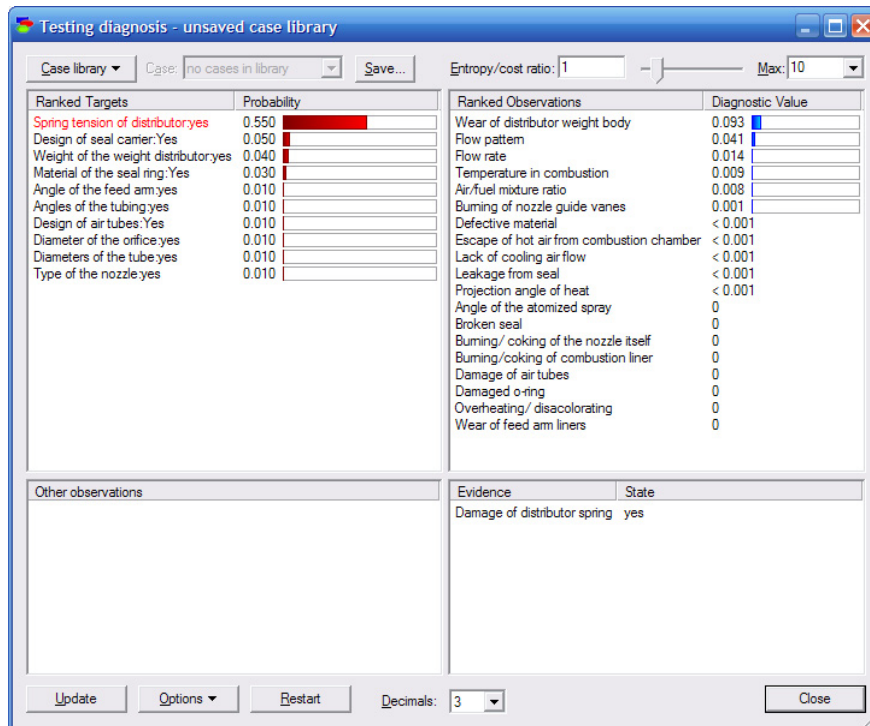 Testing diagnosis - unsaved case library
Case library Case: no cases in library Save... Entropy/cost ratio: 1 Max: 10
Ranked Targets Probability
Spring tension of distributor:yes 0.550
Design of seal carrier:Yes 0.050
Weight of the weight distributor:yes 0.040
Material of the seal ring:Yes 0.030
Angle of the feed arm:yes 0.010
Angles of the tubing:yes 0.010
Design of air tubes:Yes 0.010
Diameter of the orifice:yes 0.010
Diameters of the tube:yes 0.010
Type of the nozzle:yes 0.010
Ranked Observations Diagnostic Value
Wear of distributor weight body 0.093
Flow pattern 0.041
Flow rate 0.014
Temperature in combustion 0.009
Air/fuel mixture ratio 0.008
Burning of nozzle guide vanes 0.001
Defective material < 0.001
Escape of hot air from combustion chamber < 0.001
Lack of cooling air flow < 0.001
Leakage from seal < 0.001
Projection angle of heat < 0.001
Angle of the atomized spray 0
Broken seal 0
Burning/ coking of the nozzle itself 0
Burning/coking of combustion liner 0
Damage of air tubes 0
Damaged o-ring 0
Overheating/ disacolorating 0
Wear of feed arm liners 0
Other observations
Evidence State
Damage of distributor spring yes
Update Options Restart Decimals: 3 Close